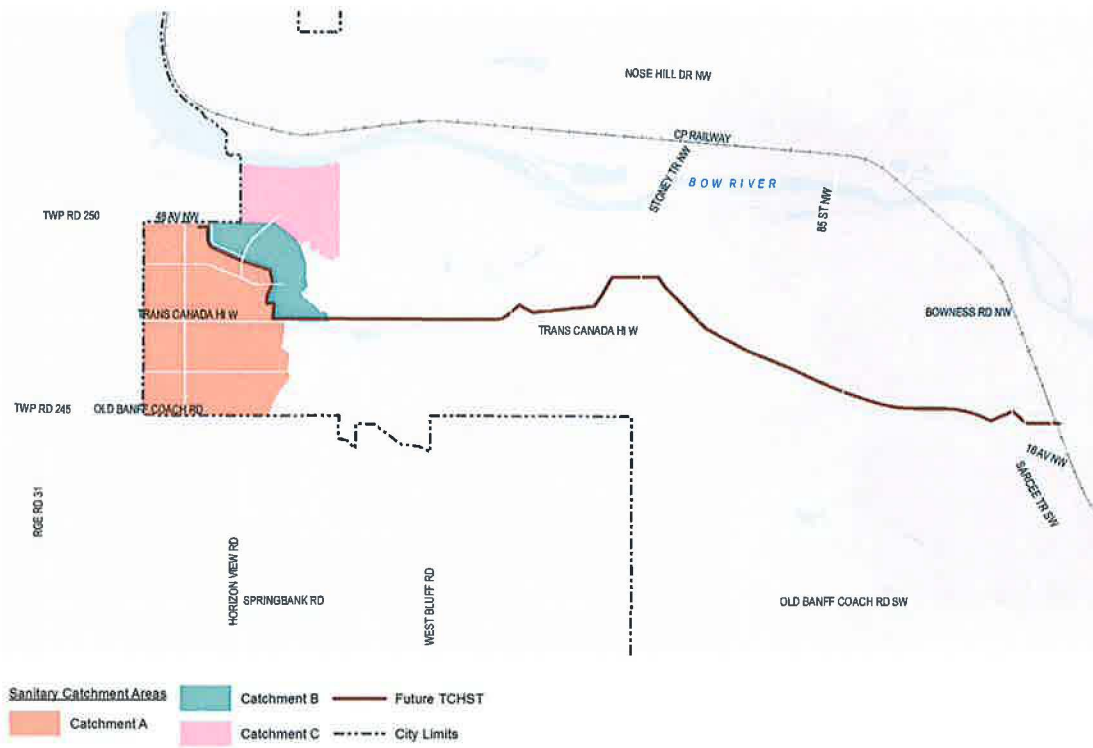 NOSE HILL DR NW
CP RAILWAY
STONEY TR NW
BOW RIVER
85 ST NW
TWP RD 250
48 AV NW
TRANS CANADA HI W
TRANS CANADA HI W
BOWNESS RD NW
TWP RD 245
OLD BANFF COACH RD
16 AV NW
SARCEE TR SW
RGE RD 31
HORIZON VIEW RD
SPRINGBANK RD
WEST BLUFF RD
OLD BANFF COACH RD SW
Sanitary Catchment Areas
Catchment A
Catchment B
Catchment C
Future TCHST
City Limits